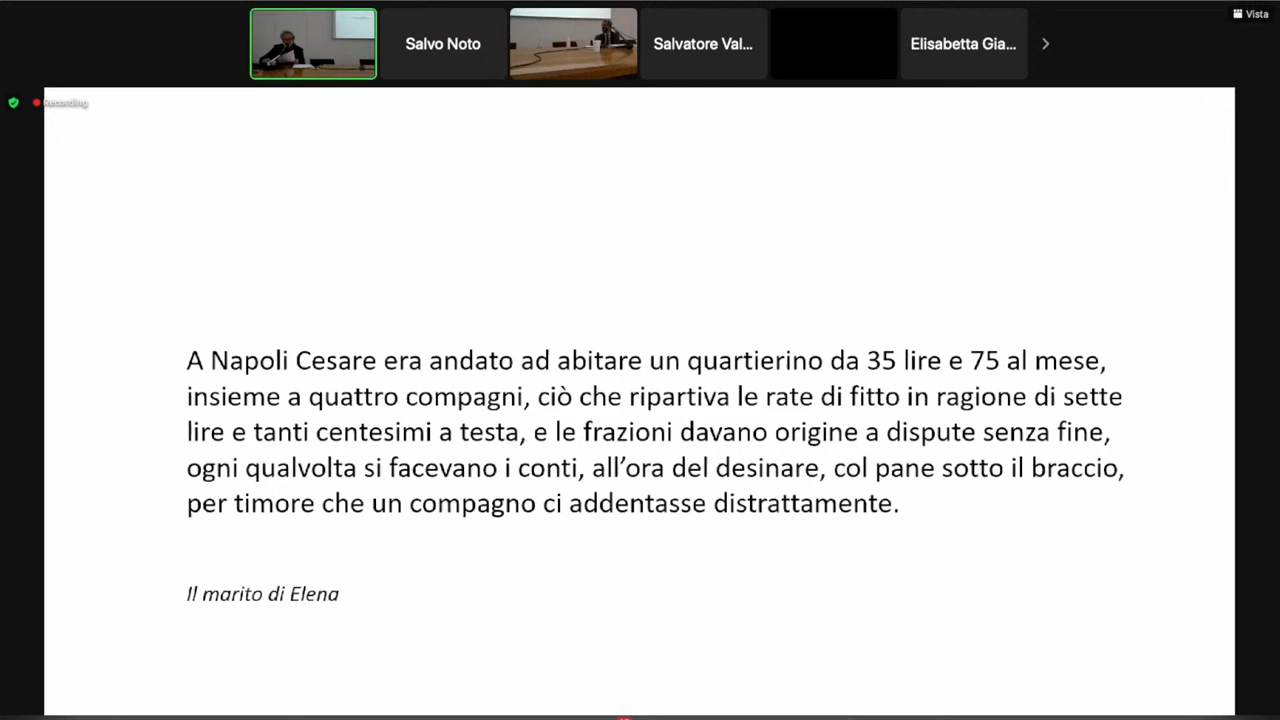 Vista
Salvo Noto
Salvatore Val...
Elisabetta Gia...
Recording
A Napoli Cesare era andato ad abitare un quartierino da 35 lire e 75 al mese,
insieme a quattro compagni, ciò che ripartiva le rate di fitto in ragione di sette
lire e tanti centesimi a testa, e le frazioni davano origine a dispute senza fine,
ogni qualvolta si facevano i conti, all’ora del desinare, col pane sotto il braccio,
per timore che un compagno ci addentasse distrattamente.
Il marito di Elena